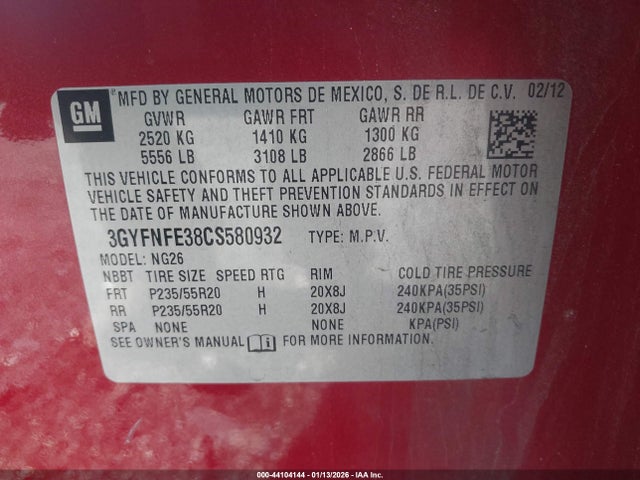 GM
® MFD BY GENERAL MOTORS DE MEXICO, S. DE R.L. DE C.V. 02/12
GVWR GAWR FRT GAWR RR
2520 KG 1410 KG 1300 KG
5556 LB 3108 LB 2866 LB
THIS VEHICLE CONFORMS TO ALL APPLICABLE U.S. FEDERAL MOTOR
VEHICLE SAFETY AND THEFT PREVENTION STANDARDS IN EFFECT ON
THE DATE OF MANUFACTURE SHOWN ABOVE.
3GYFNFE38CS580932 TYPE: M.P.V.
MODEL: NG26
NBBT TIRE SIZE SPEED RTG RIM COLD TIRE PRESSURE
FRT P235/55R20 H 20X8J 240KPA(35PSI)
RR P235/55R20 H 20X8J 240KPA(35PSI)
SPA NONE NONE KPA(PSI)
SEE OWNER'S MANUAL i FOR MORE INFORMATION.
000-44104144 - 01/13/2026 - IAA Inc.